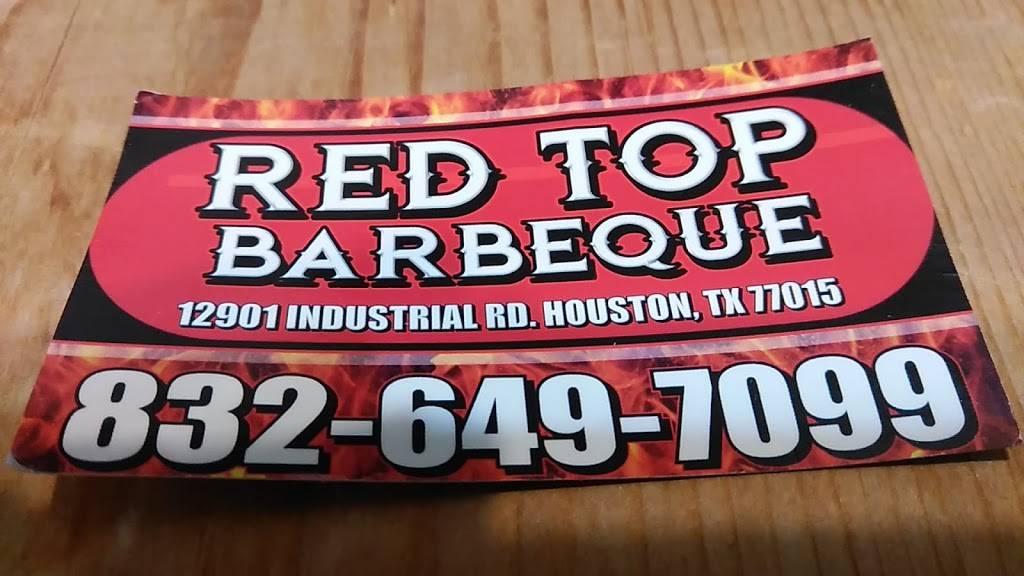 RED TOP
BARBEQUE
12901 INDUSTRIAL RD. HOUSTON, TX 77015
832-649-7099